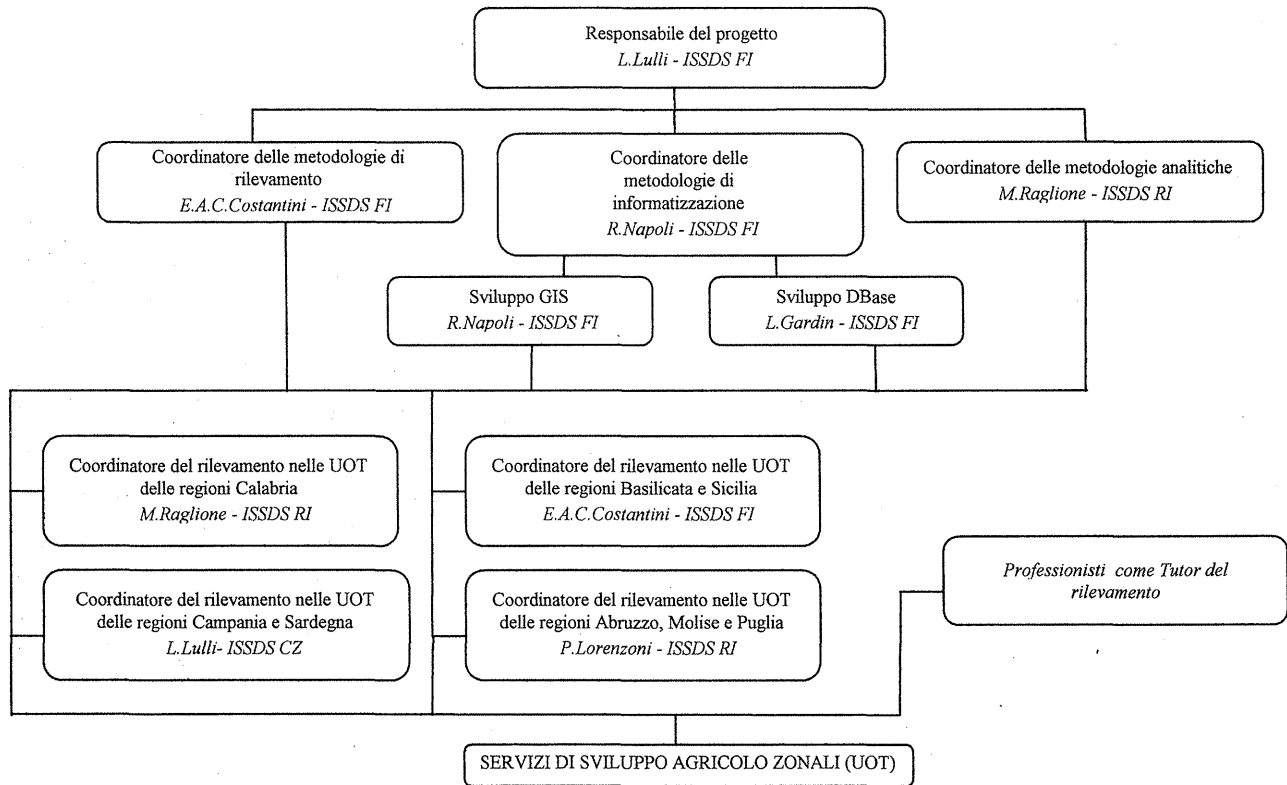 Responsabile del progetto
L.Lulli - ISSDS FI
Coordinatore delle metodologie di
rilevamento
E.A.C.Costantini - ISSDS FI
Coordinatore delle
metodologie di
informatizzazione
R.Napoli - ISSDS FI
Coordinatore delle metodologie analitiche
M.Raglione - ISSDS RI
Sviluppo GIS
R.Napoli - ISSDS FI
Sviluppo DBase
L.Gardin - ISSDS FI
Coordinatore del rilevamento nelle UOT
delle regioni Calabria
M.Raglione - ISSDS RI
Coordinatore del rilevamento nelle UOT
delle regioni Basilicata e Sicilia
E.A.C.Costantini - ISSDS FI
Coordinatore del rilevamento nelle UOT
delle regioni Campania e Sardegna
L.Lulli- ISSDS CZ
Coordinatore del rilevamento nelle UOT
delle regioni Abruzzo, Molise e Puglia
P.Lorenzoni - ISSDS RI
Professionisti come Tutor del
rilevamento
SERVIZI DI SVILUPPO AGRICOLO ZONALI (UOT)